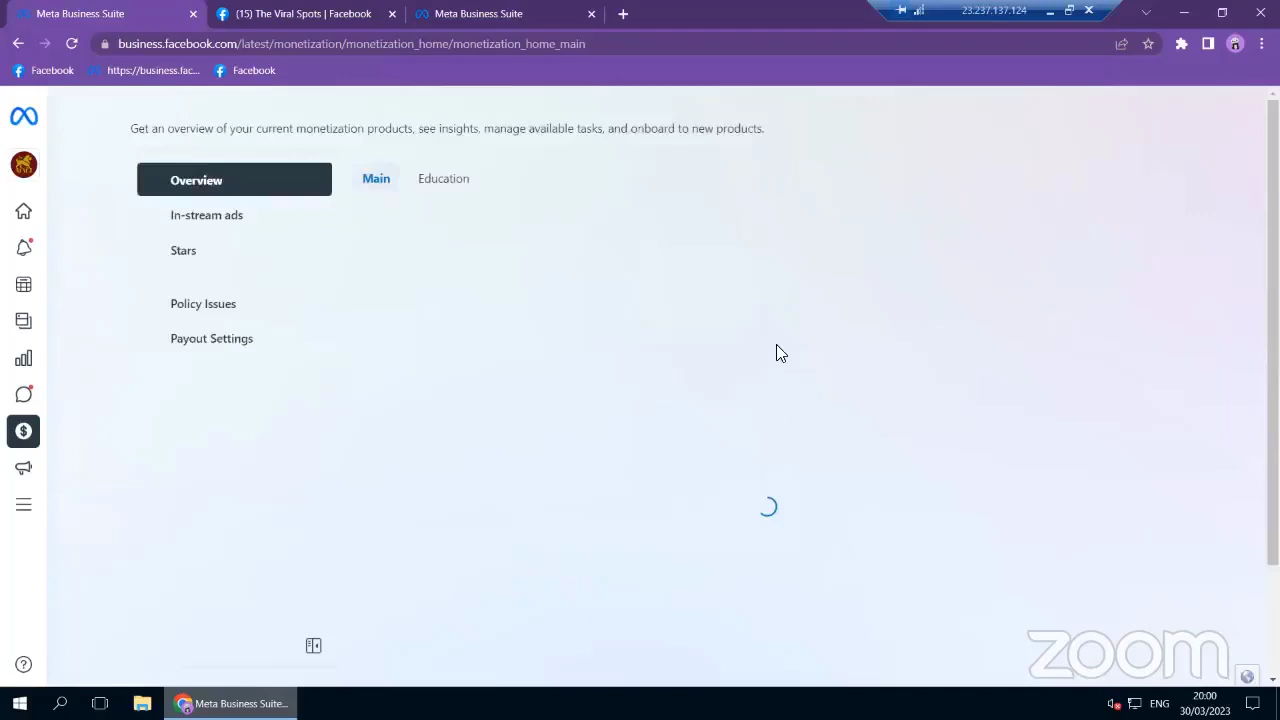 Meta Business Suite
(15) The Viral Spots | Facebook
Meta Business Suite
23.237.137.124
business.facebook.com/latest/monetization/monetization_home/monetization_home_main
Facebook
https://business.fac...
Facebook
Get an overview of your current monetization products, see insights, manage available tasks, and onboard to new products.
Overview
Main
Education
In-stream ads
Stars
Policy Issues
Payout Settings
zoom
Meta Business Suite...
ENG
20:00
30/03/2023